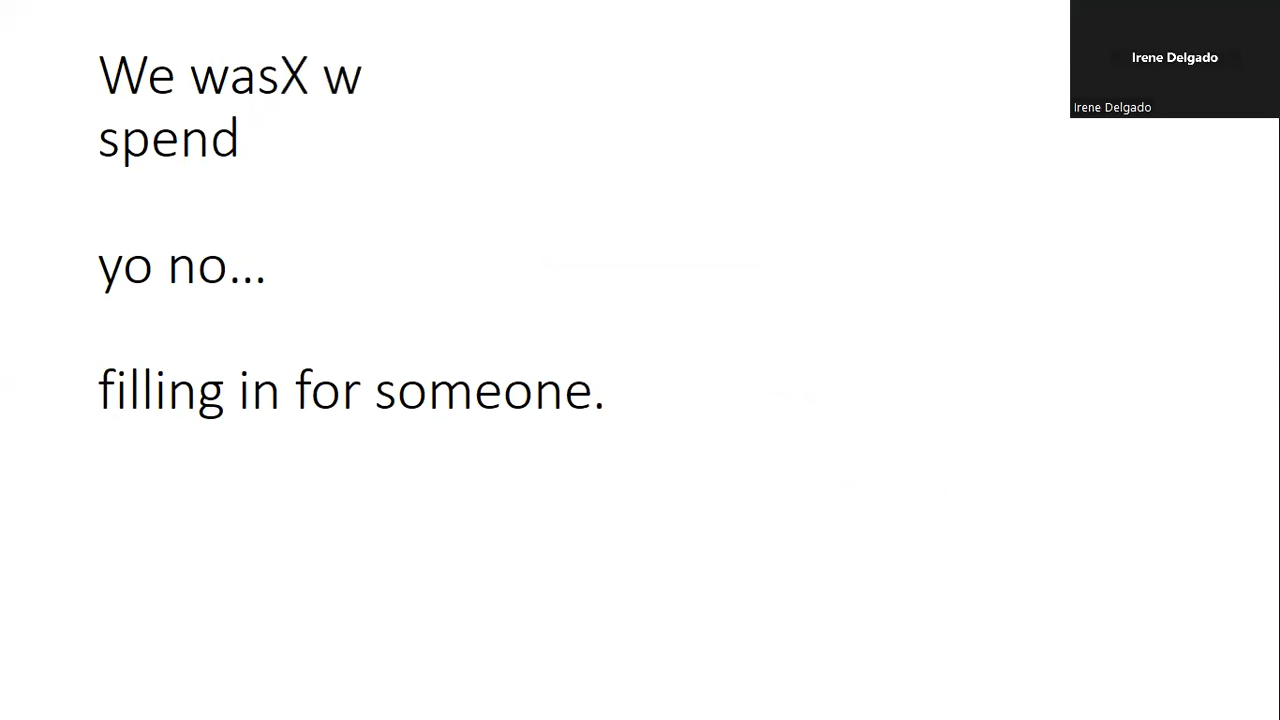 We wasX w
spend
yo no...
filling in for someone.
Irene Delgado
Irene Delgado